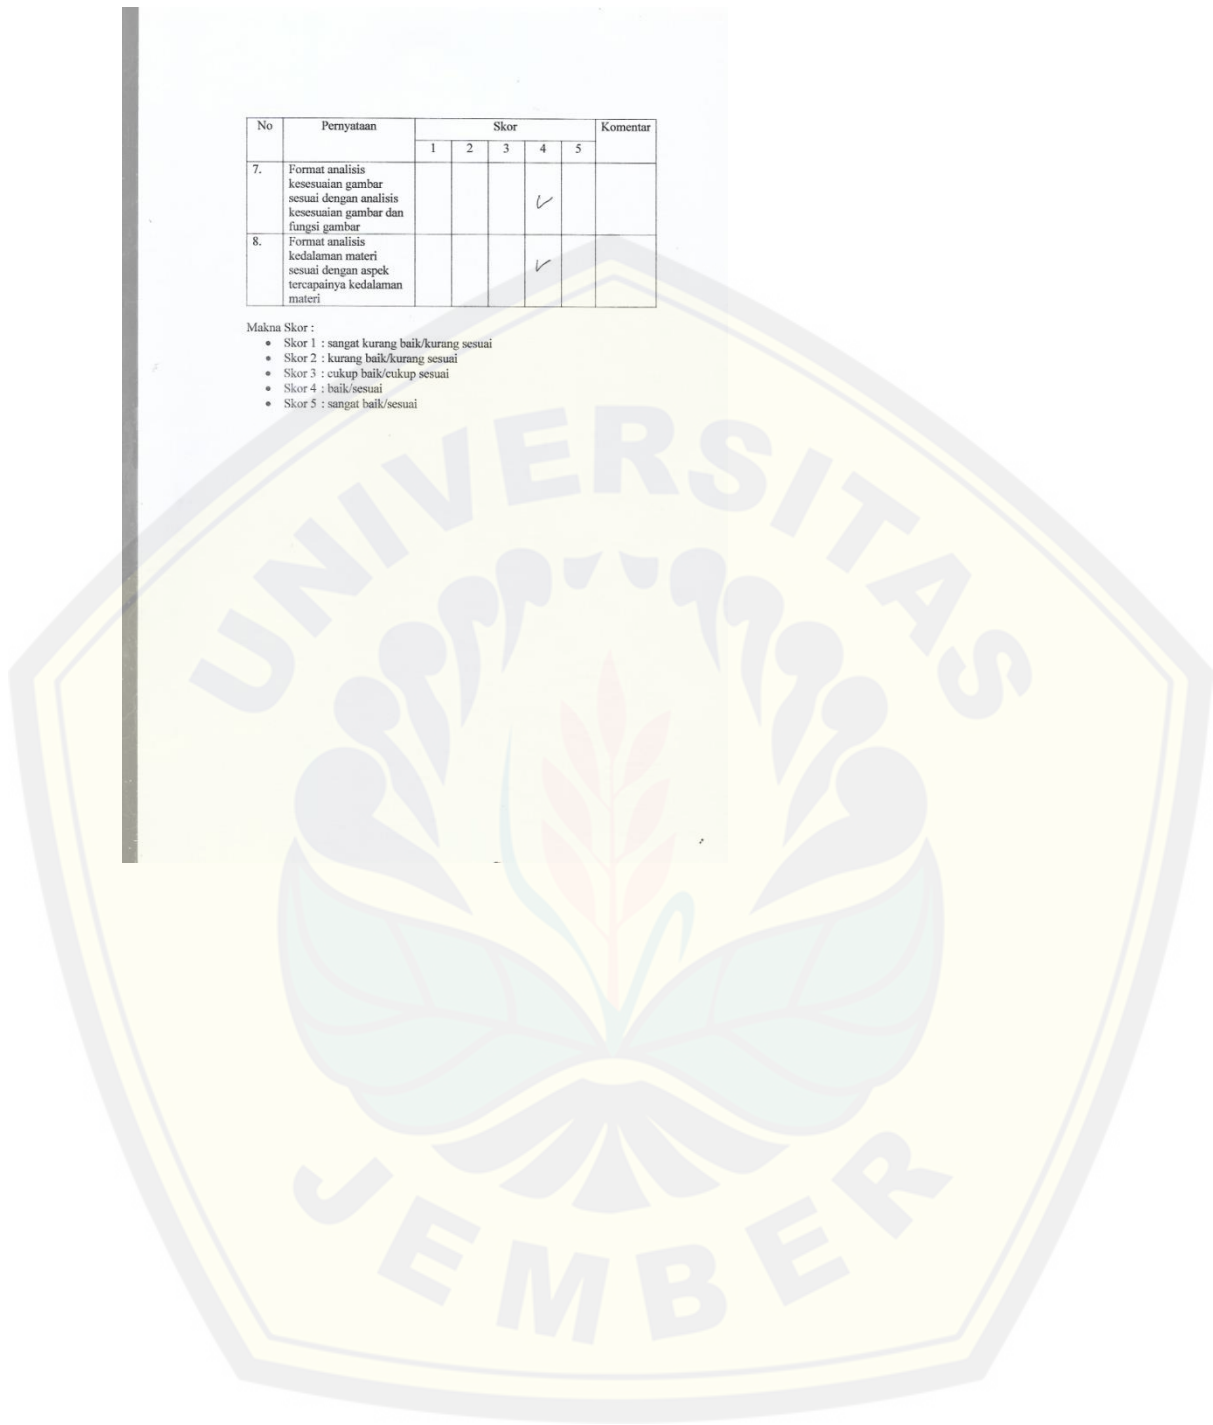 No Pernyataan Skor Komentar
1 2 3 4 5
7. Format analisis
kesesuaian gambar
sesuai dengan analisis
kesesuaian gambar dan
fungsi gambar
8. Format analisis
kedalaman materi
sesuai dengan aspek
tercapainya kedalaman
materi
Makna Skor :
• Skor 1 : sangat kurang baik/kurang sesuai
• Skor 2 : kurang baik/kurang sesuai
• Skor 3 : cukup baik/cukup sesuai
• Skor 4 : baik/sesuai
• Skor 5 : sangat baik/sesuai
UNIVERSITAS
JEMBER